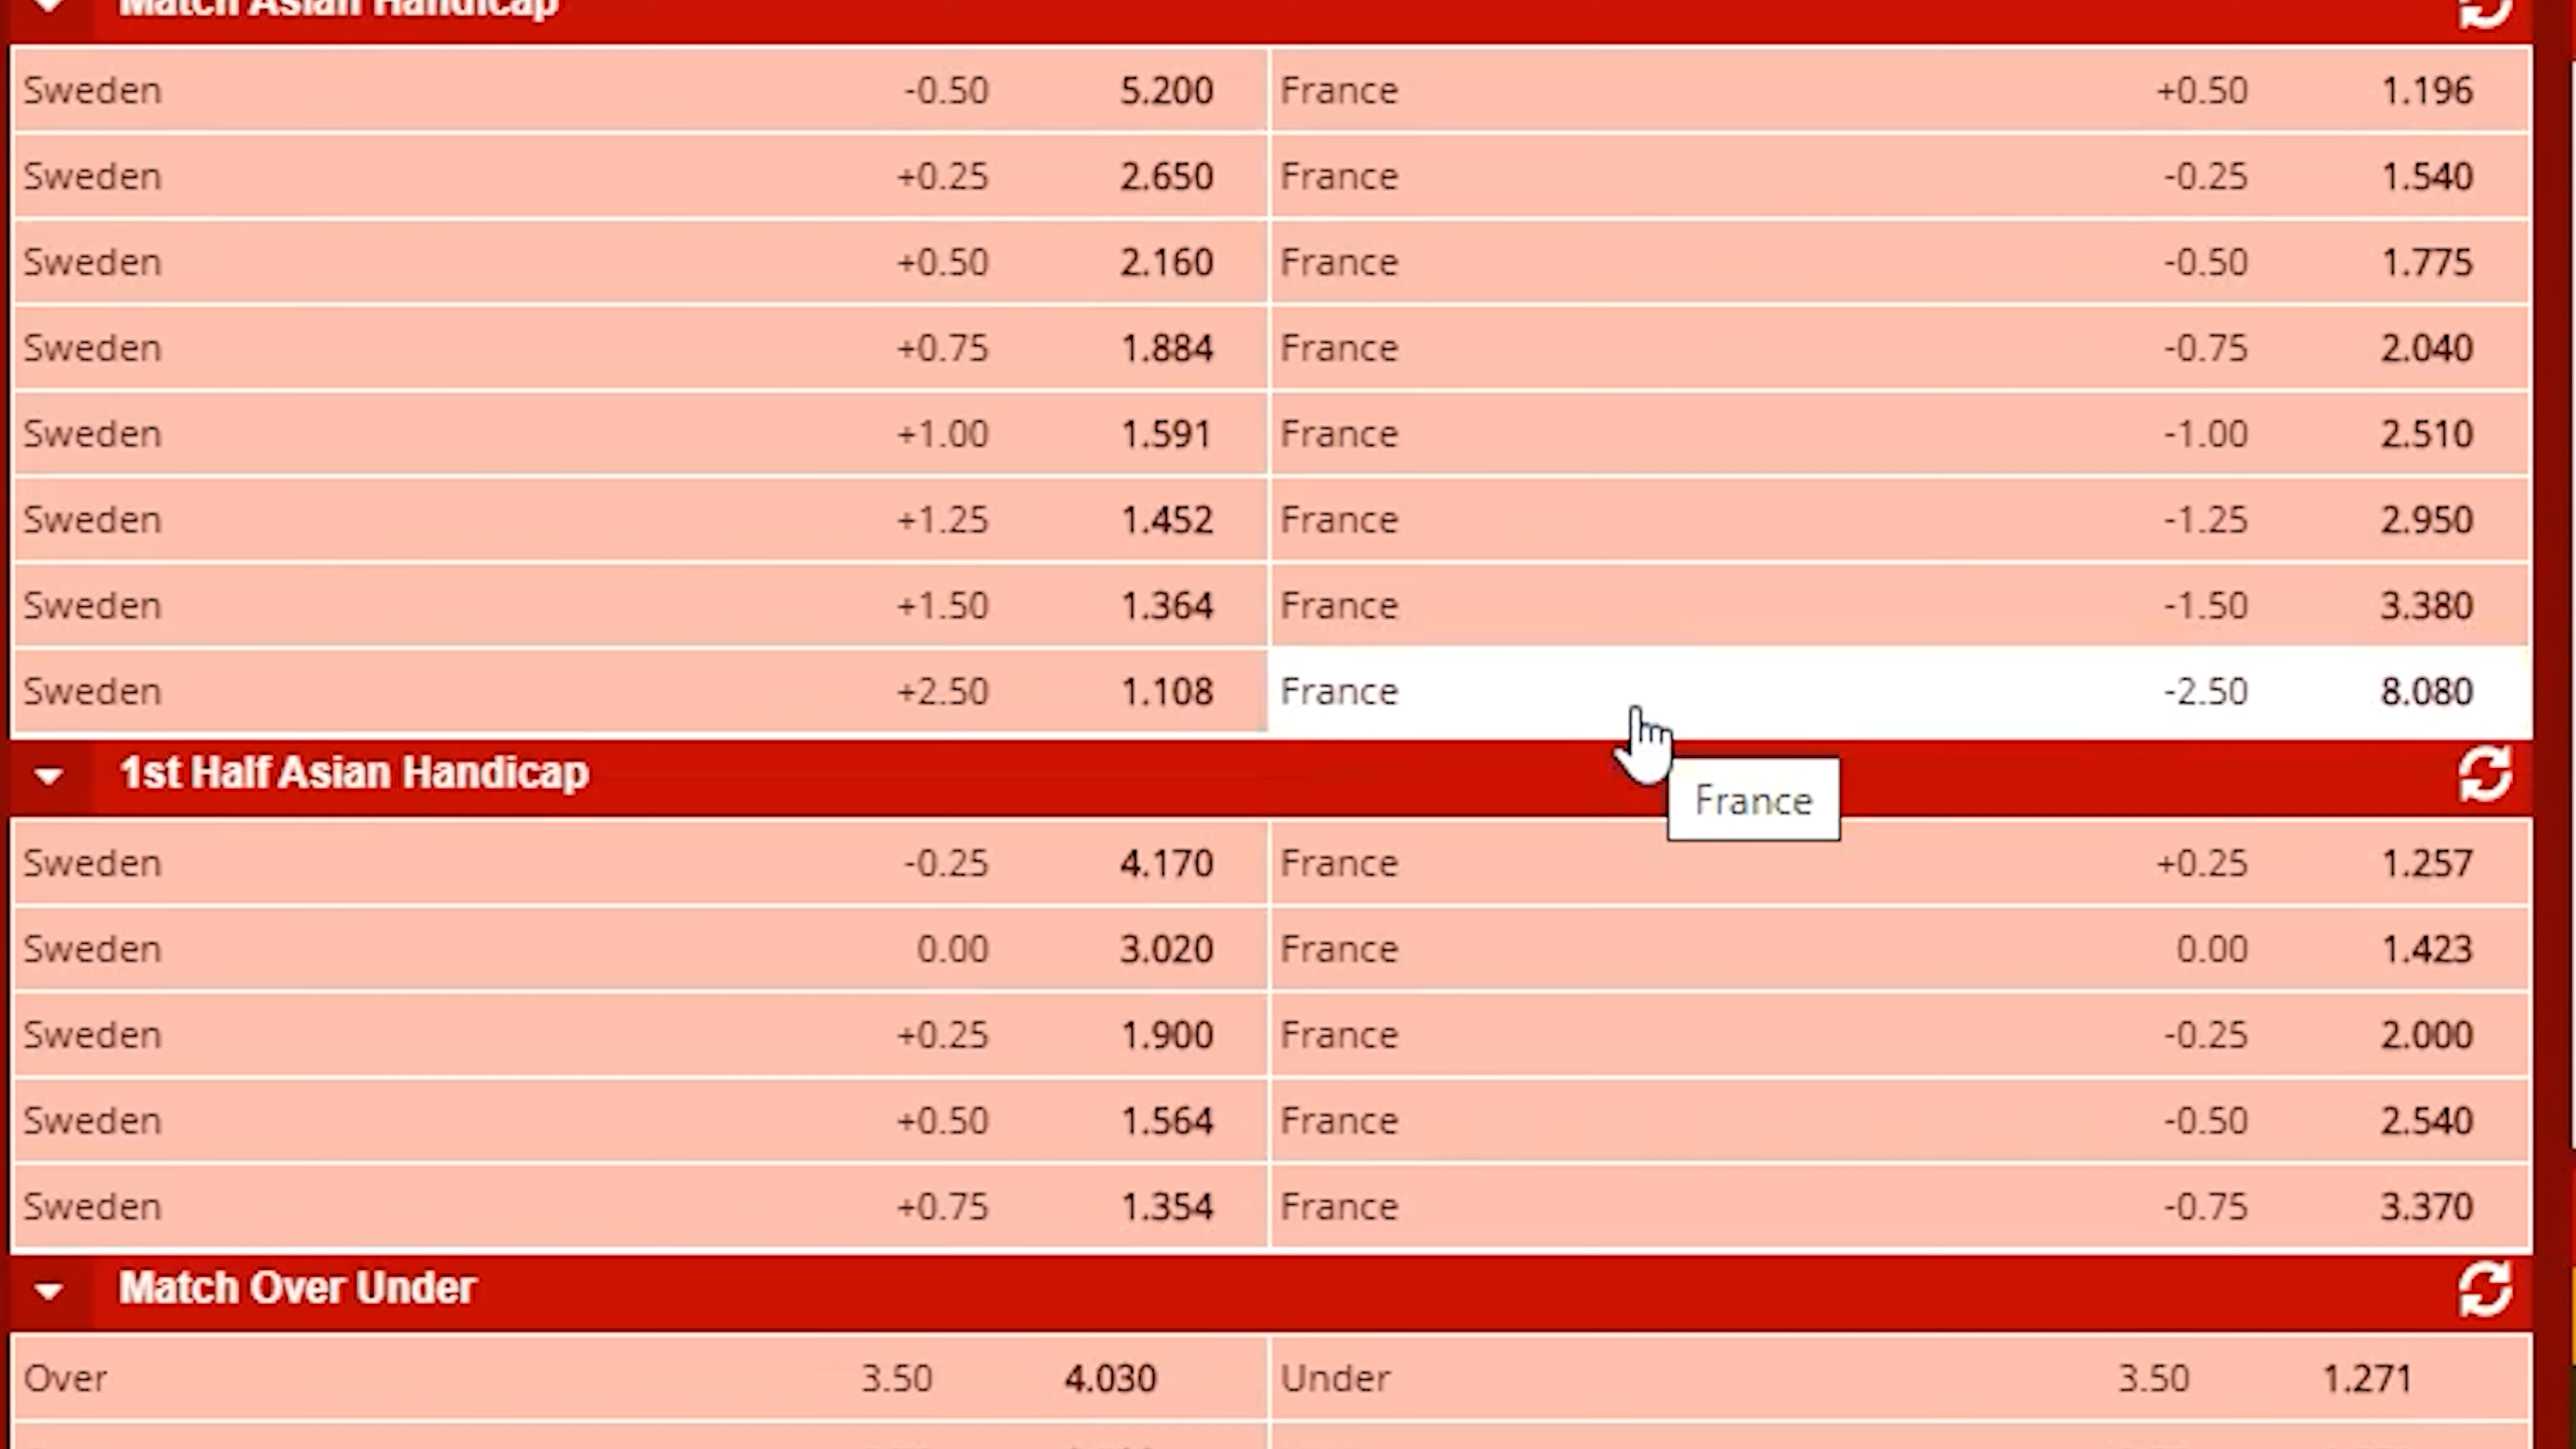 Match Asian Handicap
Sweden -0.50 5.200 France +0.50 1.196
Sweden +0.25 2.650 France -0.25 1.540
Sweden +0.50 2.160 France -0.50 1.775
Sweden +0.75 1.884 France -0.75 2.040
Sweden +1.00 1.591 France -1.00 2.510
Sweden +1.25 1.452 France -1.25 2.950
Sweden +1.50 1.364 France -1.50 3.380
Sweden +2.50 1.108 France -2.50 8.080
1st Half Asian Handicap
France
Sweden -0.25 4.170 France +0.25 1.257
Sweden 0.00 3.020 France 0.00 1.423
Sweden +0.25 1.900 France -0.25 2.000
Sweden +0.50 1.564 France -0.50 2.540
Sweden +0.75 1.354 France -0.75 3.370
Match Over Under
Over 3.50 4.030 Under 3.50 1.271